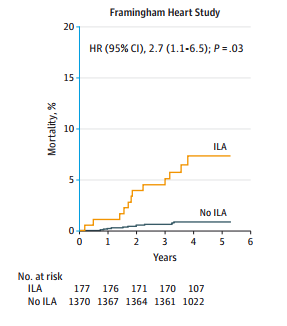 Framingham Heart Study
HR (95% CI), 2.7 (1.1-6.5); P = .03
Mortality, %
20
15
10
5
0
ILA
No ILA
0 1 2 3 4 5 6
Years
No. at risk
ILA 177 176 171 170 107
No ILA 1370 1367 1364 1361 1022